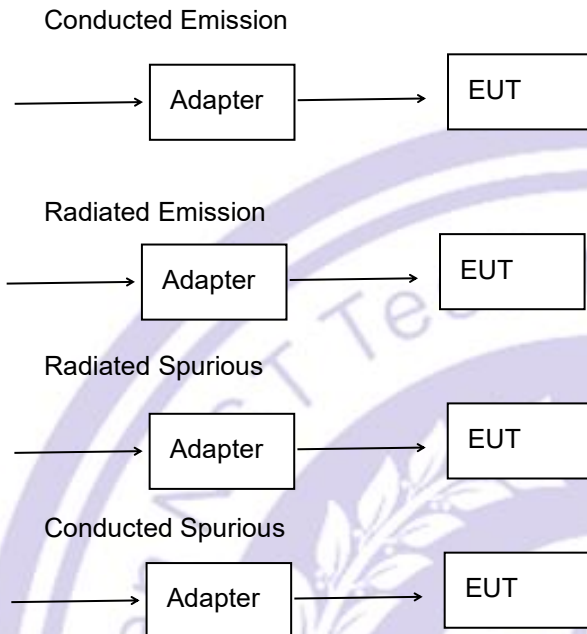 Conducted Emission
Adapter
EUT
Radiated Emission
Adapter
EUT
Radiated Spurious
Adapter
EUT
Conducted Spurious
Adapter
EUT